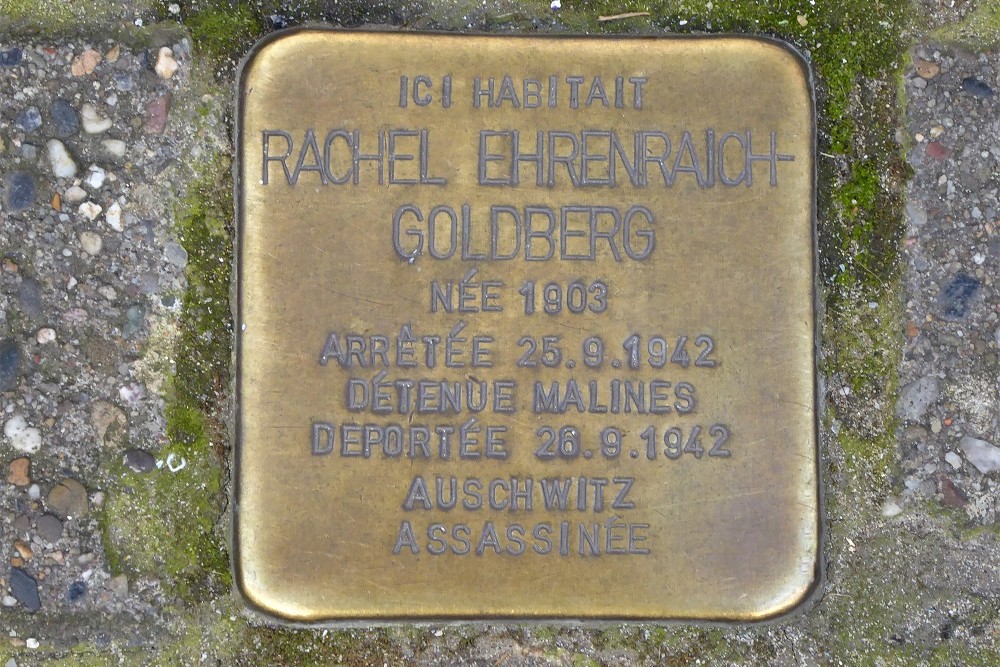 ICI HABITAIT
RACHEL EHRENRAICH-
GOLDBERG
NÉE 1903
ARRÊTÉE 25.9.1942
DÉTENUE MALINES
DEPORTÉE 26.9.1942
AUSCHWITZ
ASSASSINÉE